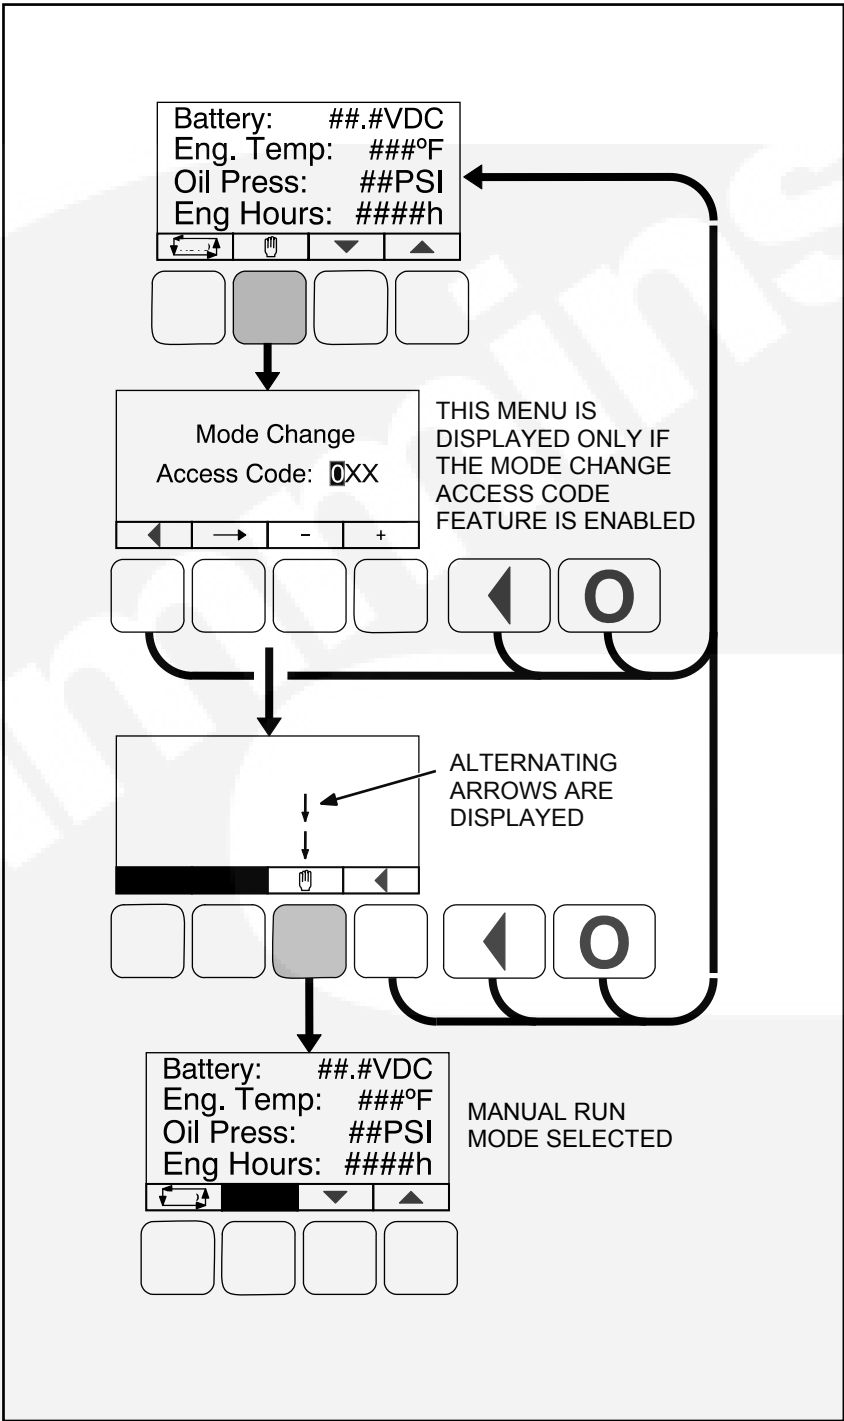 Battery: ##.#VDC
Eng. Temp: ###ºF
Oil Press: ##PSI
Eng Hours: ####h
Mode Change
Access Code: 0XX
- +
THIS MENU IS
DISPLAYED ONLY IF
THE MODE CHANGE
ACCESS CODE
FEATURE IS ENABLED
O
ALTERNATING
ARROWS ARE
DISPLAYED
O
Battery: ##.#VDC
Eng. Temp: ###ºF
Oil Press: ##PSI
Eng Hours: ####h
MANUAL RUN
MODE SELECTED